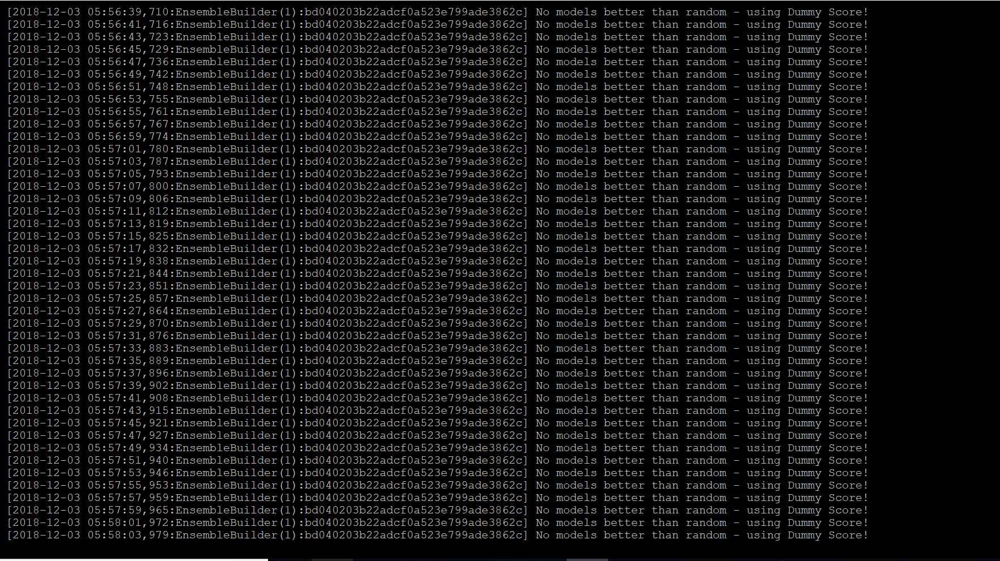 [2018-12-03 05:56:39,710:EnsembleBuilder(1):bd040203b22adcf0a523e799ade3862c] No models better than random - using Dummy Score!
[2018-12-03 05:56:41,716:EnsembleBuilder(1):bd040203b22adcf0a523e799ade3862c] No models better than random - using Dummy Score!
[2018-12-03 05:56:43,723:EnsembleBuilder(1):bd040203b22adcf0a523e799ade3862c] No models better than random - using Dummy Score!
[2018-12-03 05:56:45,729:EnsembleBuilder(1):bd040203b22adcf0a523e799ade3862c] No models better than random - using Dummy Score!
[2018-12-03 05:56:47,736:EnsembleBuilder(1):bd040203b22adcf0a523e799ade3862c] No models better than random - using Dummy Score!
[2018-12-03 05:56:49,742:EnsembleBuilder(1):bd040203b22adcf0a523e799ade3862c] No models better than random - using Dummy Score!
[2018-12-03 05:56:51,748:EnsembleBuilder(1):bd040203b22adcf0a523e799ade3862c] No models better than random - using Dummy Score!
[2018-12-03 05:56:53,755:EnsembleBuilder(1):bd040203b22adcf0a523e799ade3862c] No models better than random - using Dummy Score!
[2018-12-03 05:56:55,761:EnsembleBuilder(1):bd040203b22adcf0a523e799ade3862c] No models better than random - using Dummy Score!
[2018-12-03 05:56:57,767:EnsembleBuilder(1):bd040203b22adcf0a523e799ade3862c] No models better than random - using Dummy Score!
[2018-12-03 05:56:59,774:EnsembleBuilder(1):bd040203b22adcf0a523e799ade3862c] No models better than random - using Dummy Score!
[2018-12-03 05:57:01,780:EnsembleBuilder(1):bd040203b22adcf0a523e799ade3862c] No models better than random - using Dummy Score!
[2018-12-03 05:57:03,787:EnsembleBuilder(1):bd040203b22adcf0a523e799ade3862c] No models better than random - using Dummy Score!
[2018-12-03 05:57:05,793:EnsembleBuilder(1):bd040203b22adcf0a523e799ade3862c] No models better than random - using Dummy Score!
[2018-12-03 05:57:07,800:EnsembleBuilder(1):bd040203b22adcf0a523e799ade3862c] No models better than random - using Dummy Score!
[2018-12-03 05:57:09,806:EnsembleBuilder(1):bd040203b22adcf0a523e799ade3862c] No models better than random - using Dummy Score!
[2018-12-03 05:57:11,812:EnsembleBuilder(1):bd040203b22adcf0a523e799ade3862c] No models better than random - using Dummy Score!
[2018-12-03 05:57:13,819:EnsembleBuilder(1):bd040203b22adcf0a523e799ade3862c] No models better than random - using Dummy Score!
[2018-12-03 05:57:15,825:EnsembleBuilder(1):bd040203b22adcf0a523e799ade3862c] No models better than random - using Dummy Score!
[2018-12-03 05:57:17,832:EnsembleBuilder(1):bd040203b22adcf0a523e799ade3862c] No models better than random - using Dummy Score!
[2018-12-03 05:57:19,838:EnsembleBuilder(1):bd040203b22adcf0a523e799ade3862c] No models better than random - using Dummy Score!
[2018-12-03 05:57:21,844:EnsembleBuilder(1):bd040203b22adcf0a523e799ade3862c] No models better than random - using Dummy Score!
[2018-12-03 05:57:23,851:EnsembleBuilder(1):bd040203b22adcf0a523e799ade3862c] No models better than random - using Dummy Score!
[2018-12-03 05:57:25,857:EnsembleBuilder(1):bd040203b22adcf0a523e799ade3862c] No models better than random - using Dummy Score!
[2018-12-03 05:57:27,864:EnsembleBuilder(1):bd040203b22adcf0a523e799ade3862c] No models better than random - using Dummy Score!
[2018-12-03 05:57:29,870:EnsembleBuilder(1):bd040203b22adcf0a523e799ade3862c] No models better than random - using Dummy Score!
[2018-12-03 05:57:31,876:EnsembleBuilder(1):bd040203b22adcf0a523e799ade3862c] No models better than random - using Dummy Score!
[2018-12-03 05:57:33,883:EnsembleBuilder(1):bd040203b22adcf0a523e799ade3862c] No models better than random - using Dummy Score!
[2018-12-03 05:57:35,889:EnsembleBuilder(1):bd040203b22adcf0a523e799ade3862c] No models better than random - using Dummy Score!
[2018-12-03 05:57:37,896:EnsembleBuilder(1):bd040203b22adcf0a523e799ade3862c] No models better than random - using Dummy Score!
[2018-12-03 05:57:39,902:EnsembleBuilder(1):bd040203b22adcf0a523e799ade3862c] No models better than random - using Dummy Score!
[2018-12-03 05:57:41,908:EnsembleBuilder(1):bd040203b22adcf0a523e799ade3862c] No models better than random - using Dummy Score!
[2018-12-03 05:57:43,915:EnsembleBuilder(1):bd040203b22adcf0a523e799ade3862c] No models better than random - using Dummy Score!
[2018-12-03 05:57:45,921:EnsembleBuilder(1):bd040203b22adcf0a523e799ade3862c] No models better than random - using Dummy Score!
[2018-12-03 05:57:47,927:EnsembleBuilder(1):bd040203b22adcf0a523e799ade3862c] No models better than random - using Dummy Score!
[2018-12-03 05:57:49,934:EnsembleBuilder(1):bd040203b22adcf0a523e799ade3862c] No models better than random - using Dummy Score!
[2018-12-03 05:57:51,940:EnsembleBuilder(1):bd040203b22adcf0a523e799ade3862c] No models better than random - using Dummy Score!
[2018-12-03 05:57:53,946:EnsembleBuilder(1):bd040203b22adcf0a523e799ade3862c] No models better than random - using Dummy Score!
[2018-12-03 05:57:55,953:EnsembleBuilder(1):bd040203b22adcf0a523e799ade3862c] No models better than random - using Dummy Score!
[2018-12-03 05:57:57,959:EnsembleBuilder(1):bd040203b22adcf0a523e799ade3862c] No models better than random - using Dummy Score!
[2018-12-03 05:57:59,965:EnsembleBuilder(1):bd040203b22adcf0a523e799ade3862c] No models better than random - using Dummy Score!
[2018-12-03 05:58:01,972:EnsembleBuilder(1):bd040203b22adcf0a523e799ade3862c] No models better than random - using Dummy Score!
[2018-12-03 05:58:03,979:EnsembleBuilder(1):bd040203b22adcf0a523e799ade3862c] No models better than random - using Dummy Score!